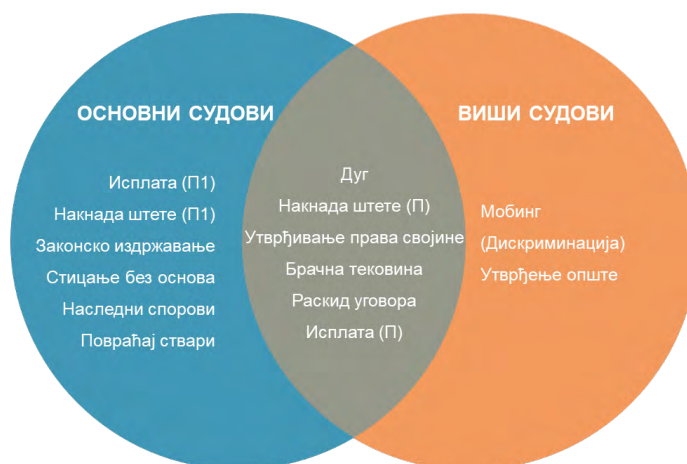 ОСНОВНИ СУДОВИ
Исплата (П1)
Накнада штете (П1)
Законско издржавање
Стицање без основа
Наследни спорови
Повраћај ствари
Дуг
Накнада штете (П)
Утврђивање права својине
Брачна тековина
Раскид уговора
Исплата (П)
ВИШИ СУДОВИ
Мобинг
(Дискриминација)
Утврђење опште